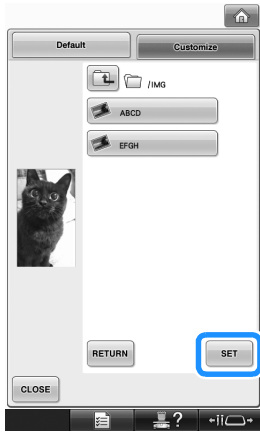 Default
Customize
/IMG
ABCD
EFGH
RETURN
SET
CLOSE
?